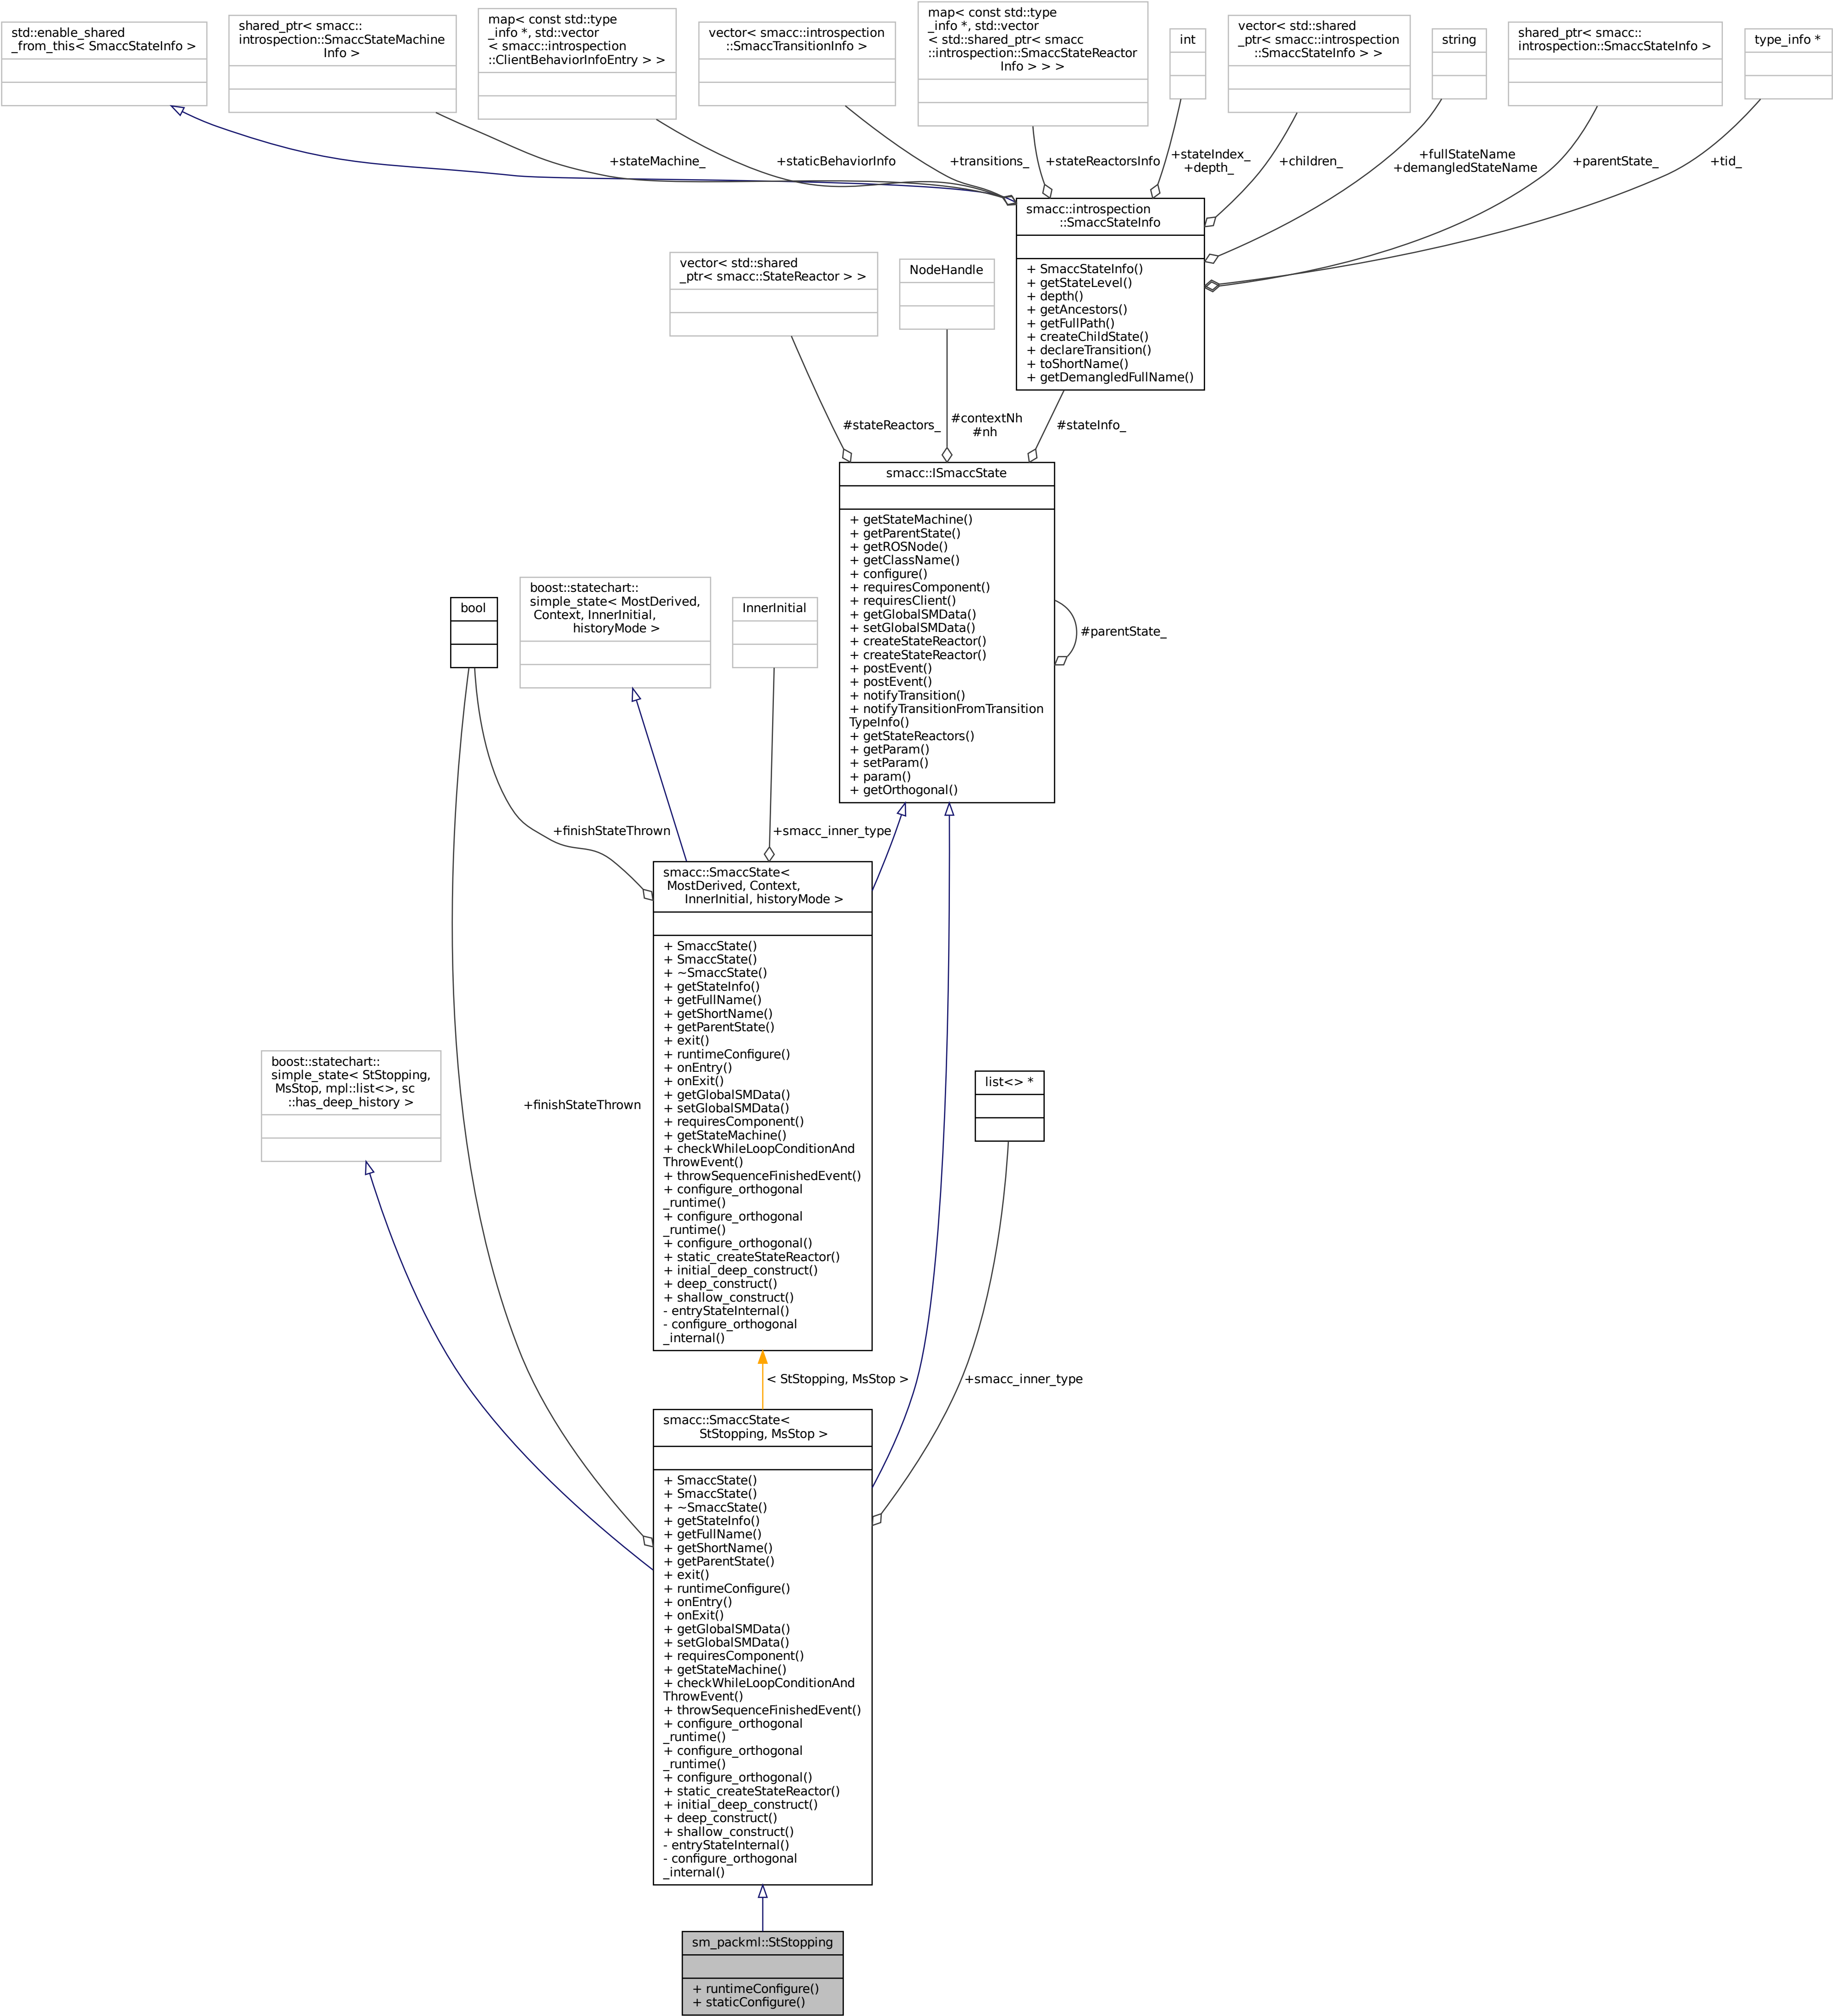 std::enable_shared
_from_this< SmaccStateInfo >
shared_ptr< smacc::
introspection::SmaccStateMachine
Info >
map< const std::type
_info *, std::vector
< smacc::introspection
::ClientBehaviorInfoEntry > >
vector< smacc::introspection
::SmaccTransitionInfo >
map< const std::type
_info *, std::vector
< std::shared_ptr< smacc
::introspection::SmaccStateReactor
Info > > >
int
vector< std::shared
_ptr< smacc::introspection
::SmaccStateInfo > >
string
shared_ptr< smacc::
introspection::SmaccStateInfo >
type_info *
+stateMachine_
+staticBehaviorInfo
+transitions_
+stateReactorsInfo
+stateIndex_
+depth_
+children_
+fullStateName
+demangledStateName
+parentState_
+tid_
smacc::introspection
::SmaccStateInfo
+ SmaccStateInfo()
+ getStateLevel()
+ depth()
+ getAncestors()
+ getFullPath()
+ createChildState()
+ declareTransition()
+ toShortName()
+ getDemangledFullName()
vector< std::shared
_ptr< smacc::StateReactor > >
NodeHandle
#stateReactors_
#contextNh
#nh
#stateInfo_
smacc::ISmaccState
+ getStateMachine()
+ getParentState()
+ getROSNode()
+ getClassName()
+ configure()
+ requiresComponent()
+ requiresClient()
+ getGlobalSMData()
+ setGlobalSMData()
+ createStateReactor()
+ createStateReactor()
+ postEvent()
+ postEvent()
+ notifyTransition()
+ notifyTransitionFromTransition
TypeInfo()
+ getStateReactors()
+ getParam()
+ setParam()
+ param()
+ getOrthogonal()
#parentState_
bool
boost::statechart::
simple_state< MostDerived,
Context, InnerInitial,
historyMode >
InnerInitial
+finishStateThrown
+smacc_inner_type
smacc::SmaccState<
MostDerived, Context,
InnerInitial, historyMode >
+ SmaccState()
+ SmaccState()
+ ~SmaccState()
+ getStateInfo()
+ getFullName()
+ getShortName()
+ getParentState()
+ exit()
+ runtimeConfigure()
+ onEntry()
+ onExit()
+ getGlobalSMData()
+ setGlobalSMData()
+ requiresComponent()
+ getStateMachine()
+ checkWhileLoopConditionAnd
ThrowEvent()
+ throwSequenceFinishedEvent()
+ configure_orthogonal
_runtime()
+ configure_orthogonal
_runtime()
+ configure_orthogonal()
+ static_createStateReactor()
+ initial_deep_construct()
+ deep_construct()
+ shallow_construct()
- entryStateInternal()
- configure_orthogonal
_internal()
boost::statechart::
simple_state< StStopping,
MsStop, mpl::list<>, sc
::has_deep_history >
+finishStateThrown
list<> *
< StStopping, MsStop >
+smacc_inner_type
smacc::SmaccState<
StStopping, MsStop >
+ SmaccState()
+ SmaccState()
+ ~SmaccState()
+ getStateInfo()
+ getFullName()
+ getShortName()
+ getParentState()
+ exit()
+ runtimeConfigure()
+ onEntry()
+ onExit()
+ getGlobalSMData()
+ setGlobalSMData()
+ requiresComponent()
+ getStateMachine()
+ checkWhileLoopConditionAnd
ThrowEvent()
+ throwSequenceFinishedEvent()
+ configure_orthogonal
_runtime()
+ configure_orthogonal
_runtime()
+ configure_orthogonal()
+ static_createStateReactor()
+ initial_deep_construct()
+ deep_construct()
+ shallow_construct()
- entryStateInternal()
- configure_orthogonal
_internal()
sm_packml::StStopping
+ runtimeConfigure()
+ staticConfigure()